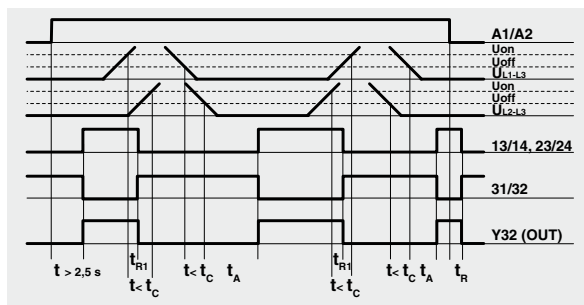 A1/A2
Uon
Uoff
UL1-L3
Uon
Uoff
UL2-L3
13/14, 23/24
31/32
Y32 (OUT)
t > 2,5 s tR1 t< tC tA tR1 t< tC tA tR
t< tC t< tC